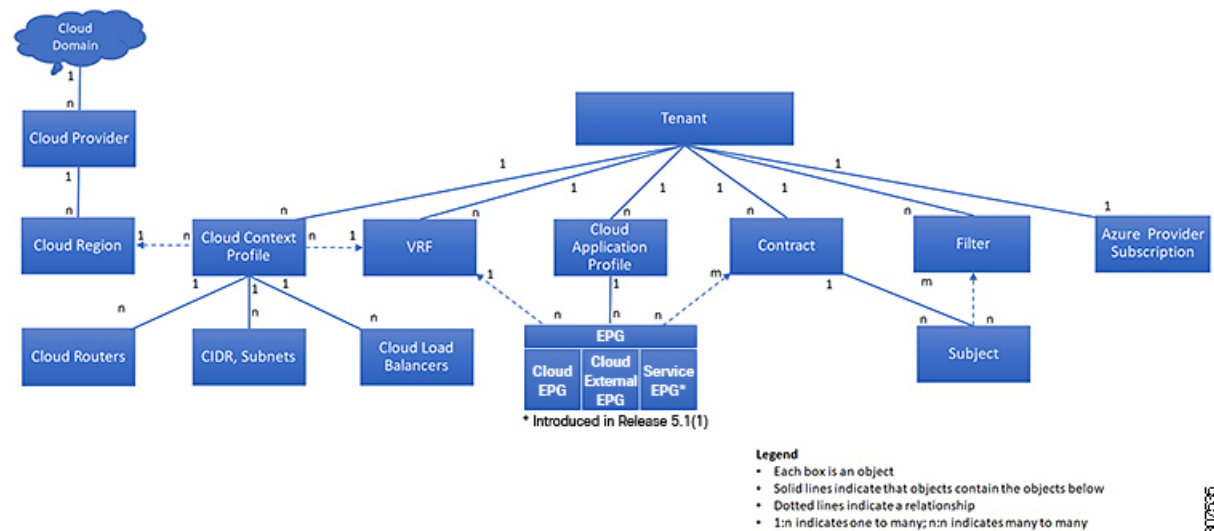 Cloud
Domain
1
n
Cloud Provider
Tenant
1
n
1
1
1
1
1
1
n
n
n
n
n
1
Cloud Region
1
n
Cloud Context
Profile
n
1
VRF
Cloud
Application
Profile
Contract
Filter
Azure Provider
Subscription
1
1
1
n
n
n
1
1
n
n
n
m
1
m
n
n
Cloud Routers
CIDR, Subnets
Cloud Load
Balancers
EPG
Cloud
EPG
Cloud
External
EPG
Service
EPG*
Subject
* Introduced in Release 5.1(1)
Legend
• Each box is an object
• Solid lines indicate that objects contain the objects below
• Dotted lines indicate a relationship
• 1:n indicates one to many; n:n indicates many to many